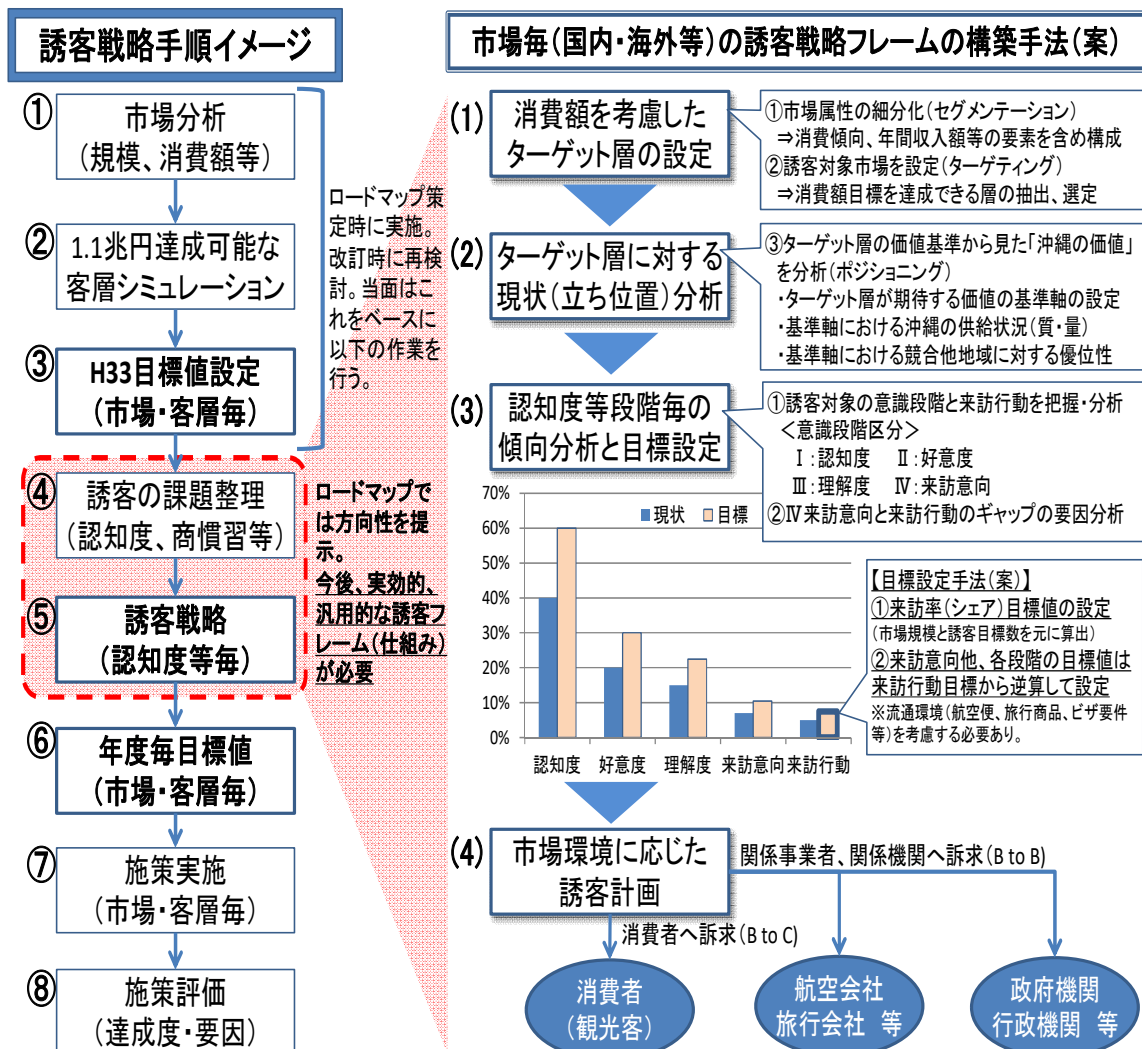 誘客戦略手順イメージ
①
市場分析
(規模、消費額等)
②
1.1兆円達成可能な
客層シミュレーション
③
H33目標値設定
(市場・客層毎)
ロードマップ策
定時に実施。
改訂時に再検
討。当面はこ
れをベースに
以下の作業を
行う。
④
誘客の課題整理
(認知度、商慣習等)
⑤
誘客戦略
(認知度等毎)
ロードマップで
は方向性を提
示。
今後、実効的、
汎用的な誘客フ
レーム(仕組み)
が必要
⑥
年度毎目標値
(市場・客層毎)
⑦
施策実施
(市場・客層毎)
⑧
施策評価
(達成度・要因)
市場毎(国内・海外等)の誘客戦略フレームの構築手法(案)
(1)
消費額を考慮した
ターゲット層の設定
①市場属性の細分化(セグメンテーション)
⇒消費傾向、年間収入額等の要素を含め構成
②誘客対象市場を設定(ターゲティング)
⇒消費額目標を達成できる層の抽出、選定
(2)
ターゲット層に対する
現状(立ち位置)分析
③ターゲット層の価値基準から見た「沖縄の価値」
を分析(ポジショニング)
・ターゲット層が期待する価値の基準軸の設定
・基準軸における沖縄の供給状況(質・量)
・基準軸における競合他地域に対する優位性
(3)
認知度等段階毎の
傾向分析と目標設定
①誘客対象の意識段階と来訪行動を把握・分析
<意識段階区分>
Ⅰ:認知度 Ⅱ:好意度
Ⅲ:理解度 Ⅳ:来訪意向
②Ⅳ来訪意向と来訪行動のギャップの要因分析
70%
60%
50%
40%
30%
20%
10%
0%
現状 目標
認知度 好意度 理解度 来訪意向 来訪行動
【目標設定手法(案)】
①来訪率(シェア)目標値の設定
(市場規模と誘客目標数を元に算出)
②来訪意向他、各段階の目標値は
来訪行動目標から逆算して設定
※流通環境(航空便、旅行商品、ビザ要件
等)を考慮する必要あり。
(4)
市場環境に応じた
誘客計画
関係事業者、関係機関へ訴求(B to B)
消費者へ訴求(B to C)
消費者
(観光客)
航空会社
旅行会社 等
政府機関
行政機関 等